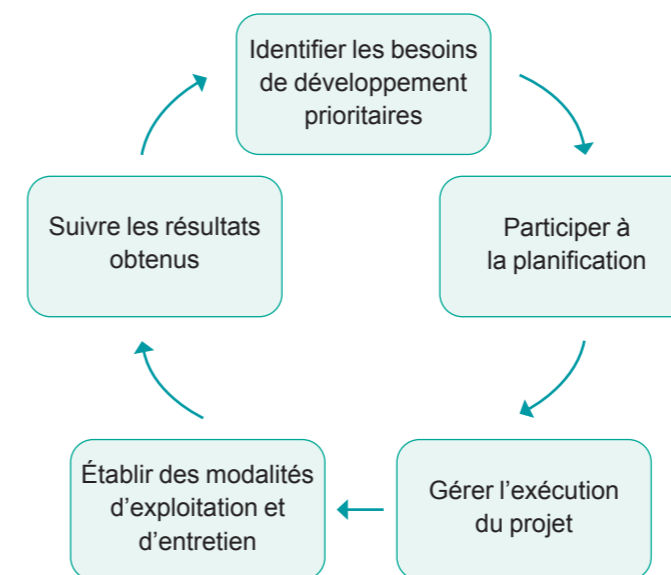 Identifier les besoins
de développement
prioritaires
Participer à
la planification
Gérer l’exécution
du projet
Établir des modalités
d’exploitation et
d’entretien
Suivre les résultats
obtenus